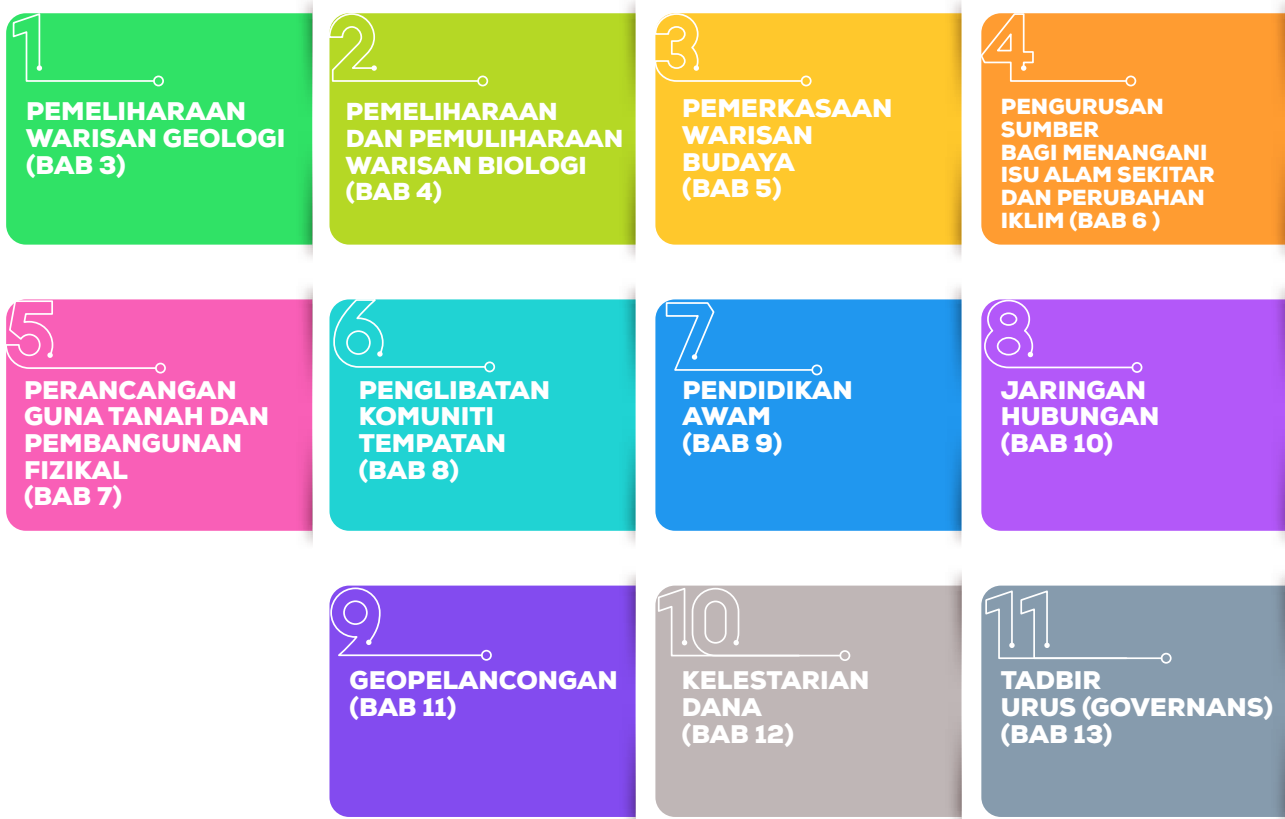 1
PEMELIHARAAN
WARISAN GEOLOGI
(BAB 3)
2
PEMELIHARAAN
DAN PEMULIHARAAN
WARISAN BIOLOGI
(BAB 4)
3
PEMERKASAAN
WARISAN
BUDAYA
(BAB 5)
4
PENGURUSAN
SUMBER
BAGI MENANGANI
ISU ALAM SEKITAR
DAN PERUBAHAN
IKLIM (BAB 6 )
5
PERANCANGAN
GUNA TANAH DAN
PEMBANGUNAN
FIZIKAL
(BAB 7)
6
PENGLIBATAN
KOMUNITI
TEMPATAN
(BAB 8)
7
PENDIDIKAN
AWAM
(BAB 9)
8
JARINGAN
HUBUNGAN
(BAB 10)
9
GEOPELANCONGAN
(BAB 11)
10
KELESTARIAN
DANA
(BAB 12)
11
TADBIR
URUS (GOVERNANS)
(BAB 13)